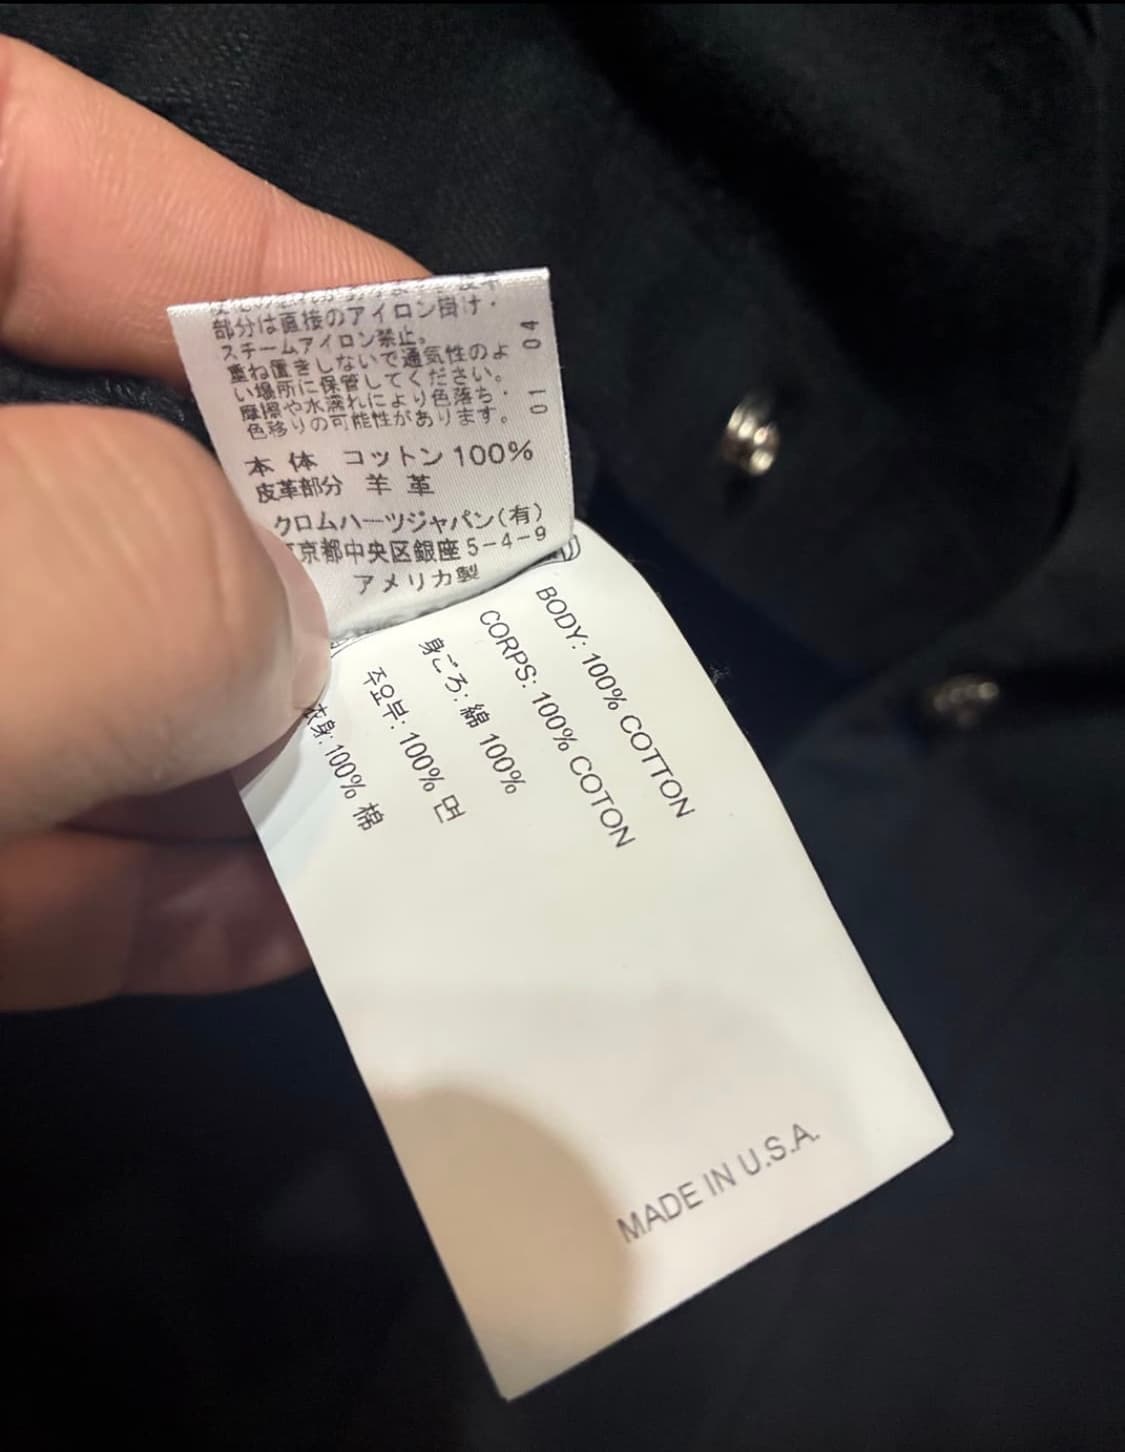 部分は直接のアイロン掛け・
スチームアイロン禁止。
重ね置きしないで通気性のよ
い場所に保管してください。
摩擦や水濡れにより色落ち・
色移りの可能性があります。
01 04
本体 コットン100%
皮革部分 羊革
クロムハーツジャパン(有)
京都中央区銀座5-4-9
アメリカ製
BODY: 100% COTTON
CORPS: 100% COTON
身ごろ: 綿 100%
주요부: 100% 면
衣身: 100% 棉
MADE IN U.S.A.